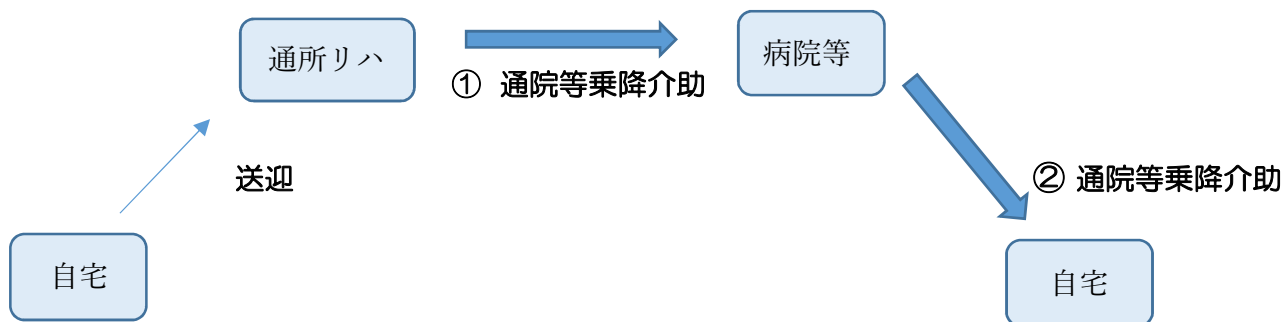 通所リハ
病院等
① 通院等乗降介助
送迎
② 通院等乗降介助
自宅
自宅